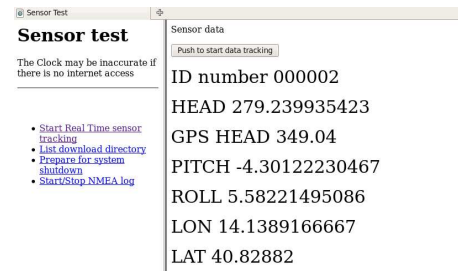 Sensor Test
Sensor test
The Clock may be inaccurate if
there is no internet access
Start Real Time sensor
tracking
List download directory
Prepare for system
shutdown
Start/Stop NMEA log
Sensor data
Push to start data tracking
ID number 000002
HEAD 279.239935423
GPS HEAD 349.04
PITCH -4.30122230467
ROLL 5.58221495086
LON 14.1389166667
LAT 40.82882